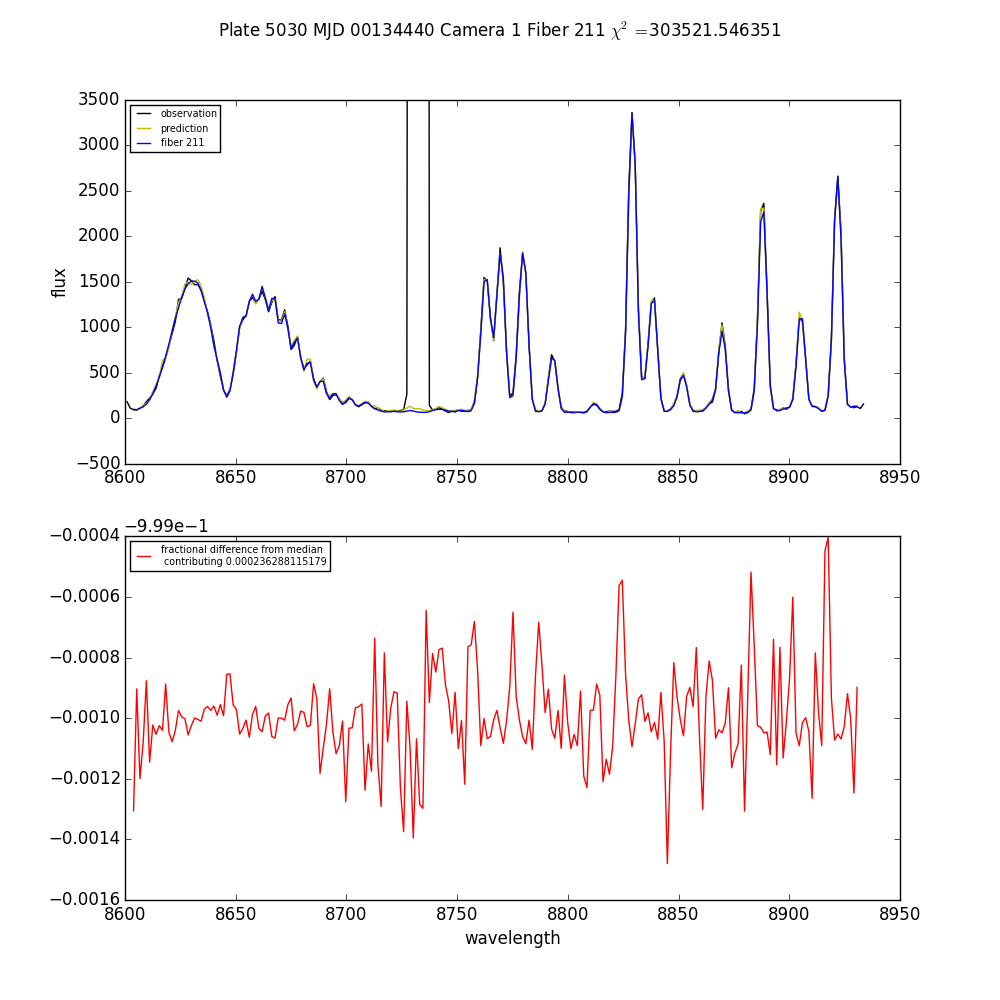 Plate 5030 MJD 00134440 Camera 1 Fiber 211 χ² =303521.546351
3500
3000
2500
2000
1500
1000
500
0
−500
flux
observation
prediction
fiber 211
8600 8650 8700 8750 8800 8850 8900 8950
−9.99e−1
−0.0004
−0.0006
−0.0008
−0.0010
−0.0012
−0.0014
−0.0016
fractional difference from median
contributing 0.000236288115179
8600 8650 8700 8750 8800 8850 8900 8950
wavelength